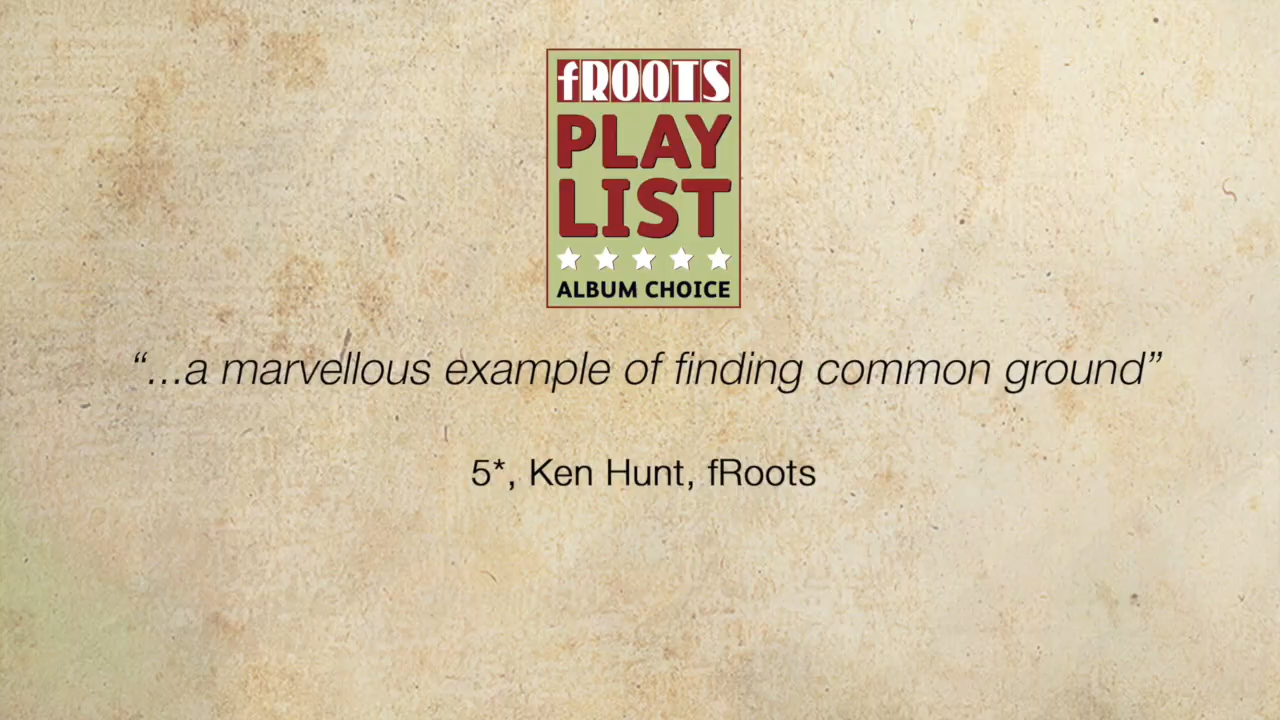 fROOTS
PLAY
LIST
ALBUM CHOICE
“...a marvellous example of finding common ground”
5*, Ken Hunt, fRoots